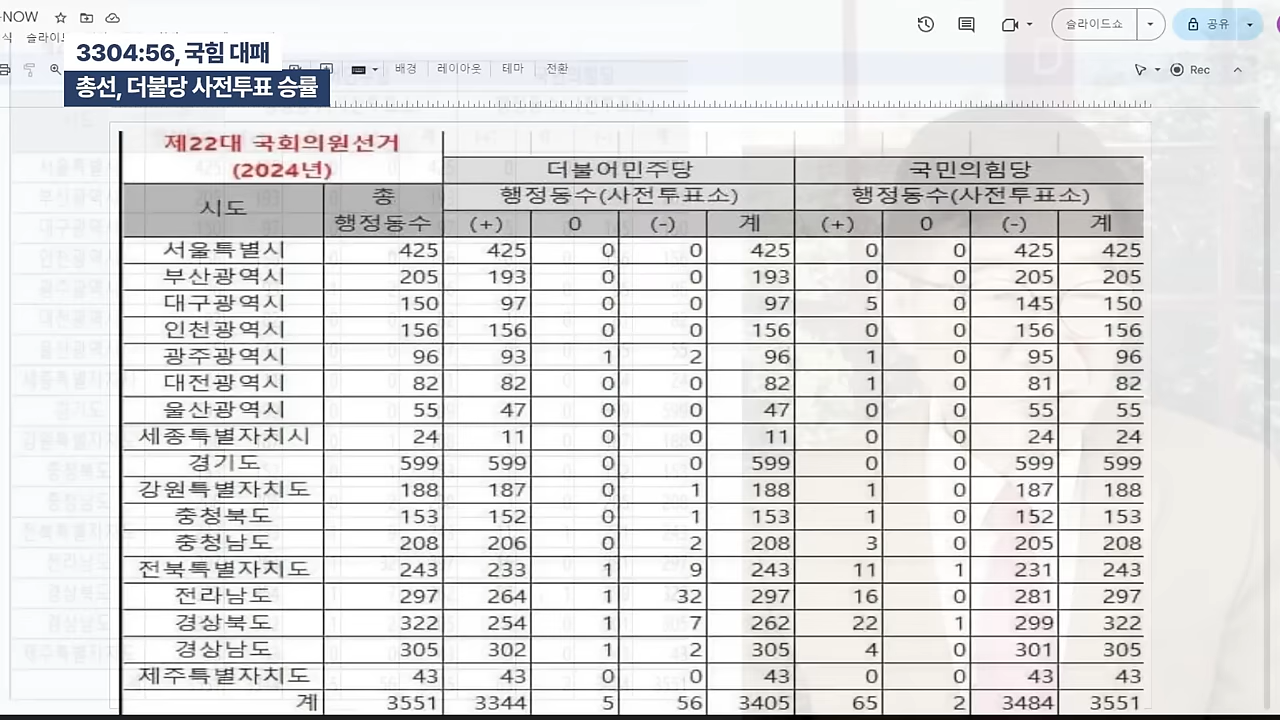 -NOW
슬라이드쇼
공유
식 슬라이
3304:56, 국힘 대패
총선, 더불당 사전투표 승률
배경 레이아웃 테마 전환
Rec
제22대 국회의원선거
(2024년)
더불어민주당 국민의힘당
시도 총 행정동수 행정동수(사전투표소) 행정동수(사전투표소)
(+) 0 (-) 계 (+) 0 (-) 계
서울특별시 425 425 0 0 425 0 0 425 425
부산광역시 205 193 0 0 193 0 0 205 205
대구광역시 150 97 0 0 97 5 0 145 150
인천광역시 156 156 0 0 156 0 0 156 156
광주광역시 96 93 1 2 96 1 0 95 96
대전광역시 82 82 0 0 82 1 0 81 82
울산광역시 55 47 0 0 47 0 0 55 55
세종특별자치시 24 11 0 0 11 0 0 24 24
경기도 599 599 0 0 599 0 0 599 599
강원특별자치도 188 187 0 1 188 1 0 187 188
충청북도 153 152 0 1 153 1 0 152 153
충청남도 208 206 0 2 208 3 0 205 208
전북특별자치도 243 233 1 9 243 11 1 231 243
전라남도 297 264 1 32 297 16 0 281 297
경상북도 322 254 1 7 262 22 1 299 322
경상남도 305 302 1 2 305 4 0 301 305
제주특별자치도 43 43 0 0 43 0 0 43 43
계 3551 3344 5 56 3405 65 2 3484 3551